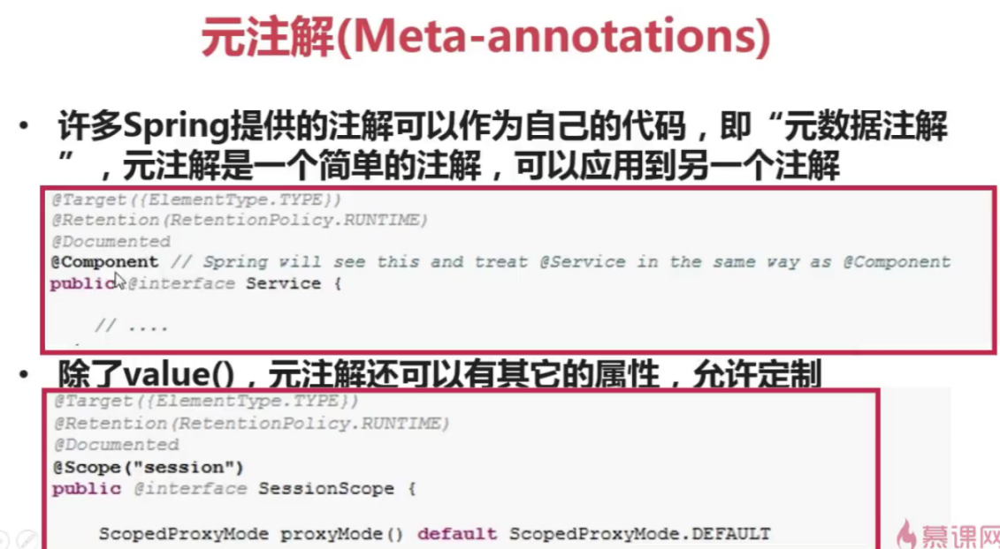 元注解(Meta-annotations)
• 许多Spring提供的注解可以作为自己的代码，即“元数据注解
”，元注解是一个简单的注解，可以应用到另一个注解
@Target({ElementType.TYPE})
@Retention(RetentionPolicy.RUNTIME)
@Documented
@Component // Spring will see this and treat @Service in the same way as @Component
public @interface Service {
// ....
• 除了value()，元注解还可以有其它的属性，允许定制
@Target({ElementType.TYPE})
@Retention(RetentionPolicy.RUNTIME)
@Documented
@Scope("session")
public @interface SessionScope {
ScopedProxyMode proxyMode() default ScopedProxyMode.DEFAULT
慕课网